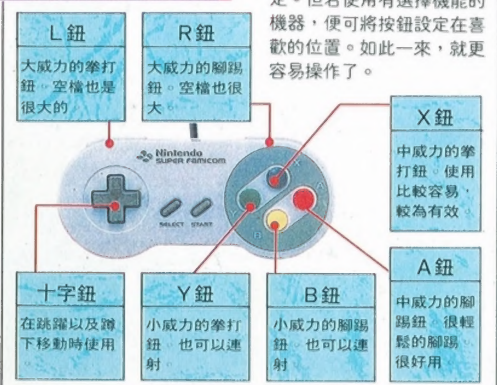 定。但若使用有選擇機能的
機器，便可將按鈕設定在喜
歡的位置。如此一來，就更
容易操作了。
L鈕
大威力的拳打
鈕。空檔也是
很大的
R鈕
大威力的腳踢
鈕。空檔也很
大。
X鈕
中威力的拳
打鈕。使用
比較容易，
較為有效。
Nintendo
SUPER FAMICOM
SELECT START
X
Y
A
B
十字鈕
在跳躍以及蹲
下移動時使用
Y鈕
小威力的拳打
鈕。也可以連
射
B鈕
小威力的腳踢
鈕。也可以連
射
A鈕
中威力的腳
踢鈕。很輕
鬆的腳踢，
很好用